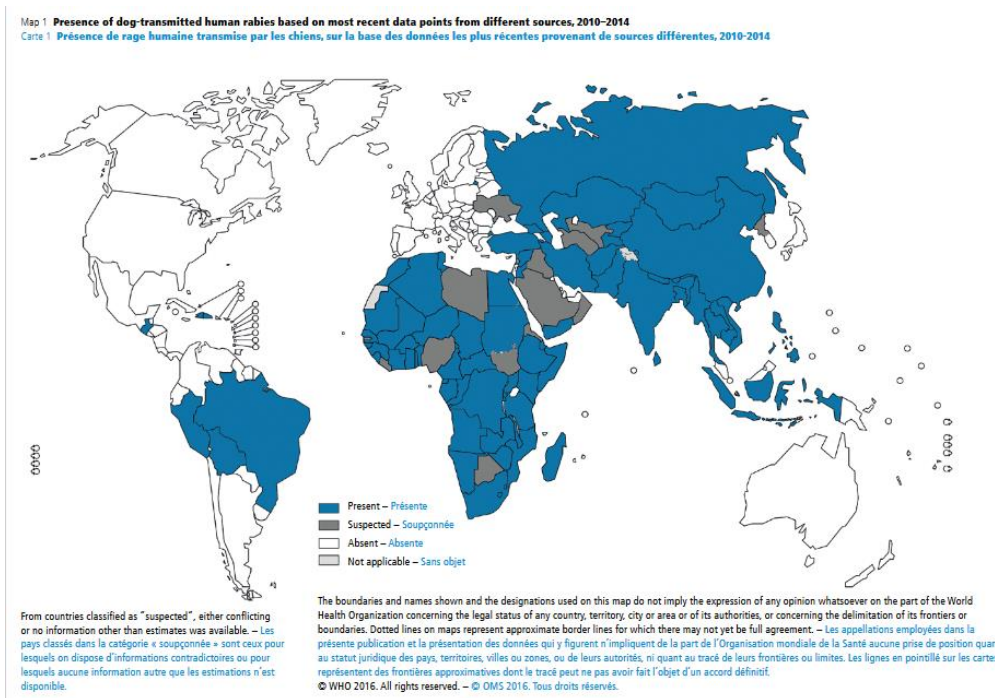 Map 1 Presence of dog-transmitted human rabies based on most recent data points from different sources, 2010–2014
Carte 1 Présence de rage humaine transmise par les chiens, sur la base des données les plus récentes provenant de sources différentes, 2010-2014
Present – Présente
Suspected – Soupçonnée
Absent – Absente
Not applicable – Sans objet
From countries classified as "suspected", either conflicting
or no information other than estimates was available. – Les
pays classés dans la catégorie « soupçonnée » sont ceux pour
lesquels on dispose d'informations contradictoires ou pour
lesquels aucune information autre que les estimations n'est
disponible.
The boundaries and names shown and the designations used on this map do not imply the expression of any opinion whatsoever on the part of the World
Health Organization concerning the legal status of any country, territory, city or area or of its authorities, or concerning the delimitation of its frontiers or
boundaries. Dotted lines on maps represent approximate border lines for which there may not yet be full agreement. – Les appellations employées dans la
présente publication et la présentation des données qui y figurent n'impliquent de la part de l'Organisation mondiale de la Santé aucune prise de position quan
au statut juridique des pays, territoires, villes ou zones, ou de leurs autorités, ni quant au tracé de leurs frontières ou limites. Les lignes en pointillé sur les carte
représentent des frontières approximatives dont le tracé peut ne pas avoir fait l'objet d'un accord définitif.
© WHO 2016. All rights reserved. – © OMS 2016. Tous droits réservés.